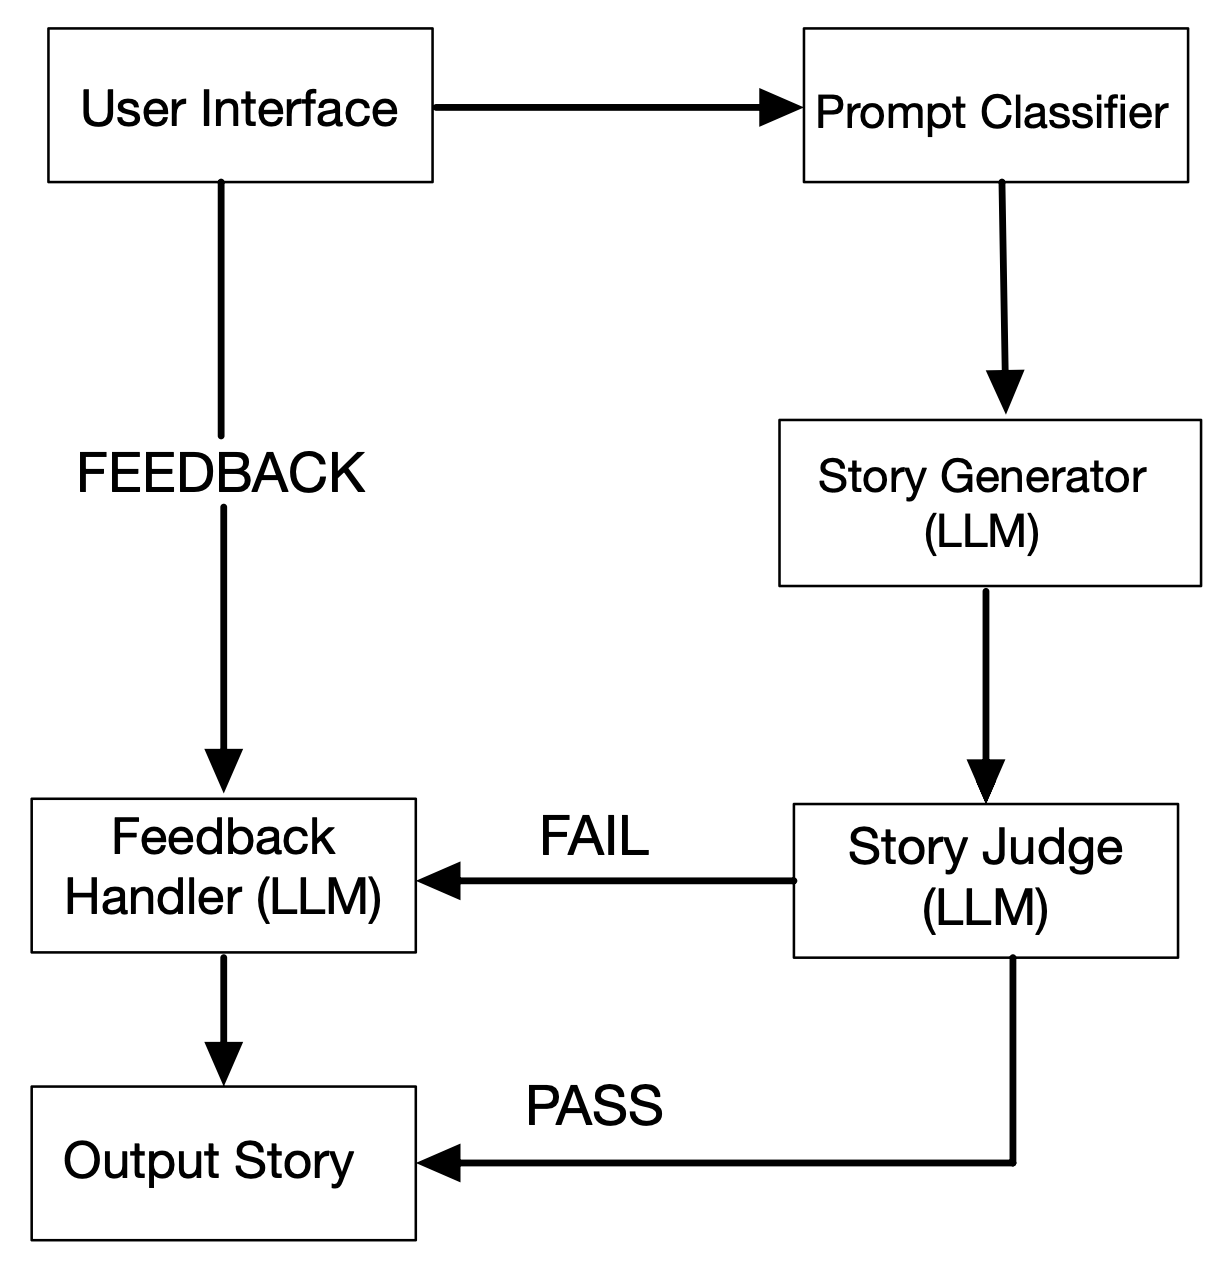 User Interface
Prompt Classifier
FEEDBACK
Story Generator
(LLM)
Feedback
Handler (LLM)
FAIL
Story Judge
(LLM)
PASS
Output Story